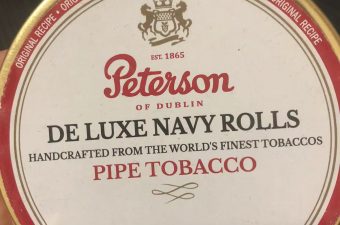 ORIGINAL RECIPE • ORIGINAL RECIPE
EST. 1865
Peterson
OF DUBLIN
DE LUXE NAVY ROLLS
HANDCRAFTED FROM THE WORLD'S FINEST TOBACCOS
PIPE TOBACCO